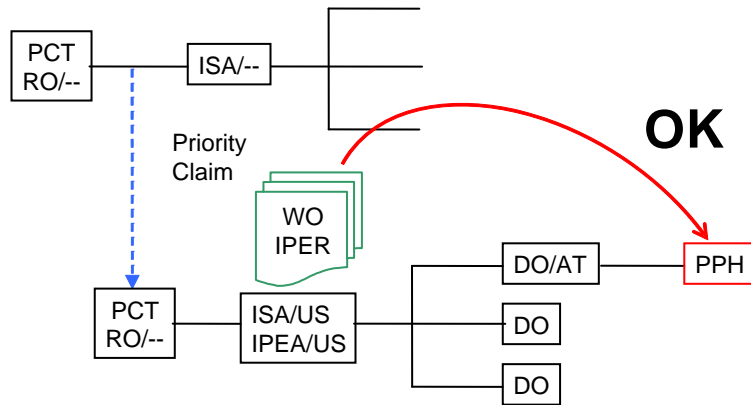 PCT
RO/--
ISA/--
OK
Priority
Claim
WO
IPER
DO/AT
PPH
PCT
RO/--
ISA/US
IPEA/US
DO
DO